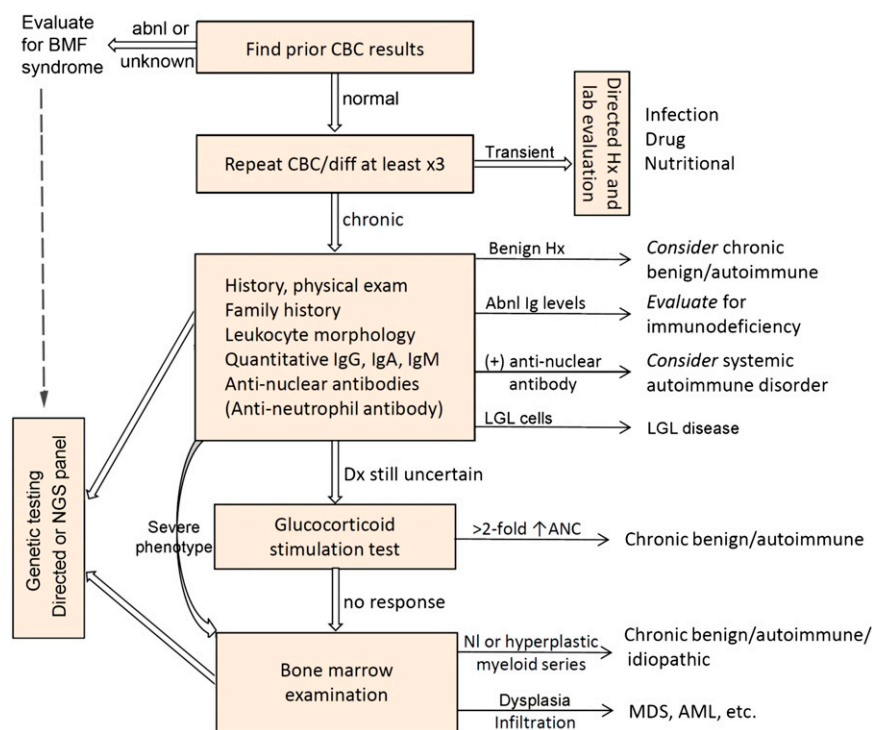 Evaluate
for BMF
syndrome
abnl or
unknown
Find prior CBC results
normal
Repeat CBC/diff at least x3
Transient
Directed Hx and
lab evaluation
Infection
Drug
Nutritional
chronic
History, physical exam
Family history
Leukocyte morphology
Quantitative IgG, IgA, IgM
Anti-nuclear antibodies
(Anti-neutrophil antibody)
Benign Hx
Consider chronic
benign/autoimmune
Abnl Ig levels
Evaluate for
immunodeficiency
(+) anti-nuclear
antibody
Consider systemic
autoimmune disorder
LGL cells
LGL disease
Genetic testing
Directed or NGS panel
Dx still uncertain
Severe
phenotype
Glucocorticoid
stimulation test
>2-fold ↑ANC
Chronic benign/autoimmune
no response
Bone marrow
examination
Nl or hyperplastic
myeloid series
Chronic benign/autoimmune/
idiopathic
Dysplasia
Infiltration
MDS, AML, etc.